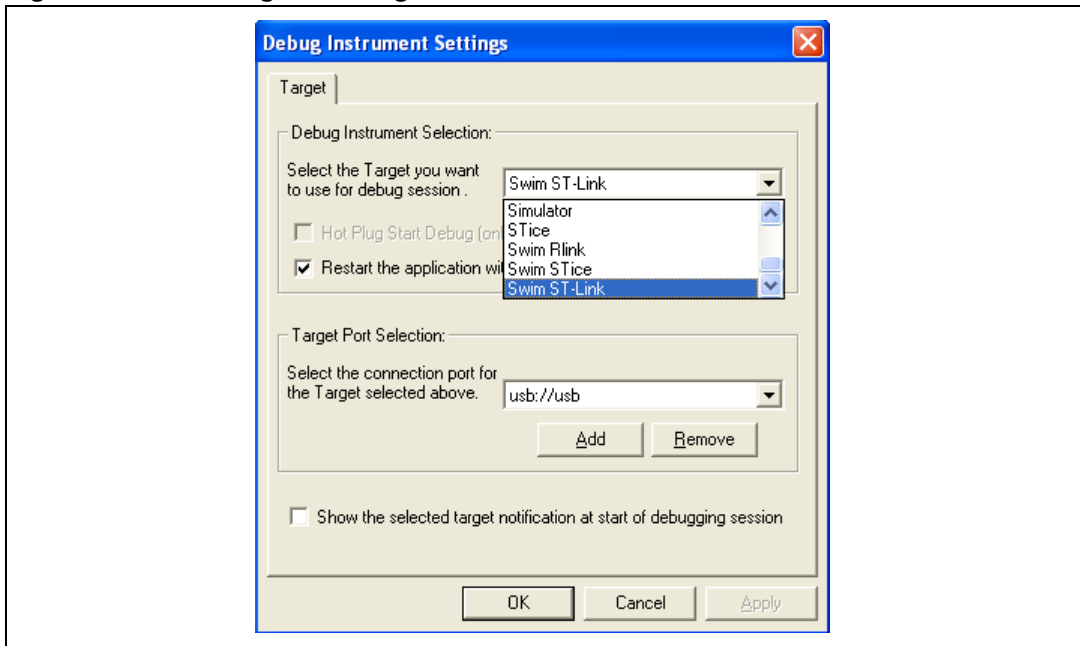 Debug Instrument Settings
Target
Debug Instrument Selection:
Select the Target you want
to use for debug session .
Swim ST-Link
Simulator
STice
Swim Rlink
Swim STice
Swim ST-Link
Hot Plug Start Debug (onl
Restart the application wi
Target Port Selection:
Select the connection port for
the Target selected above.
usb://usb
Add
Remove
Show the selected target notification at start of debugging session
OK
Cancel
Apply